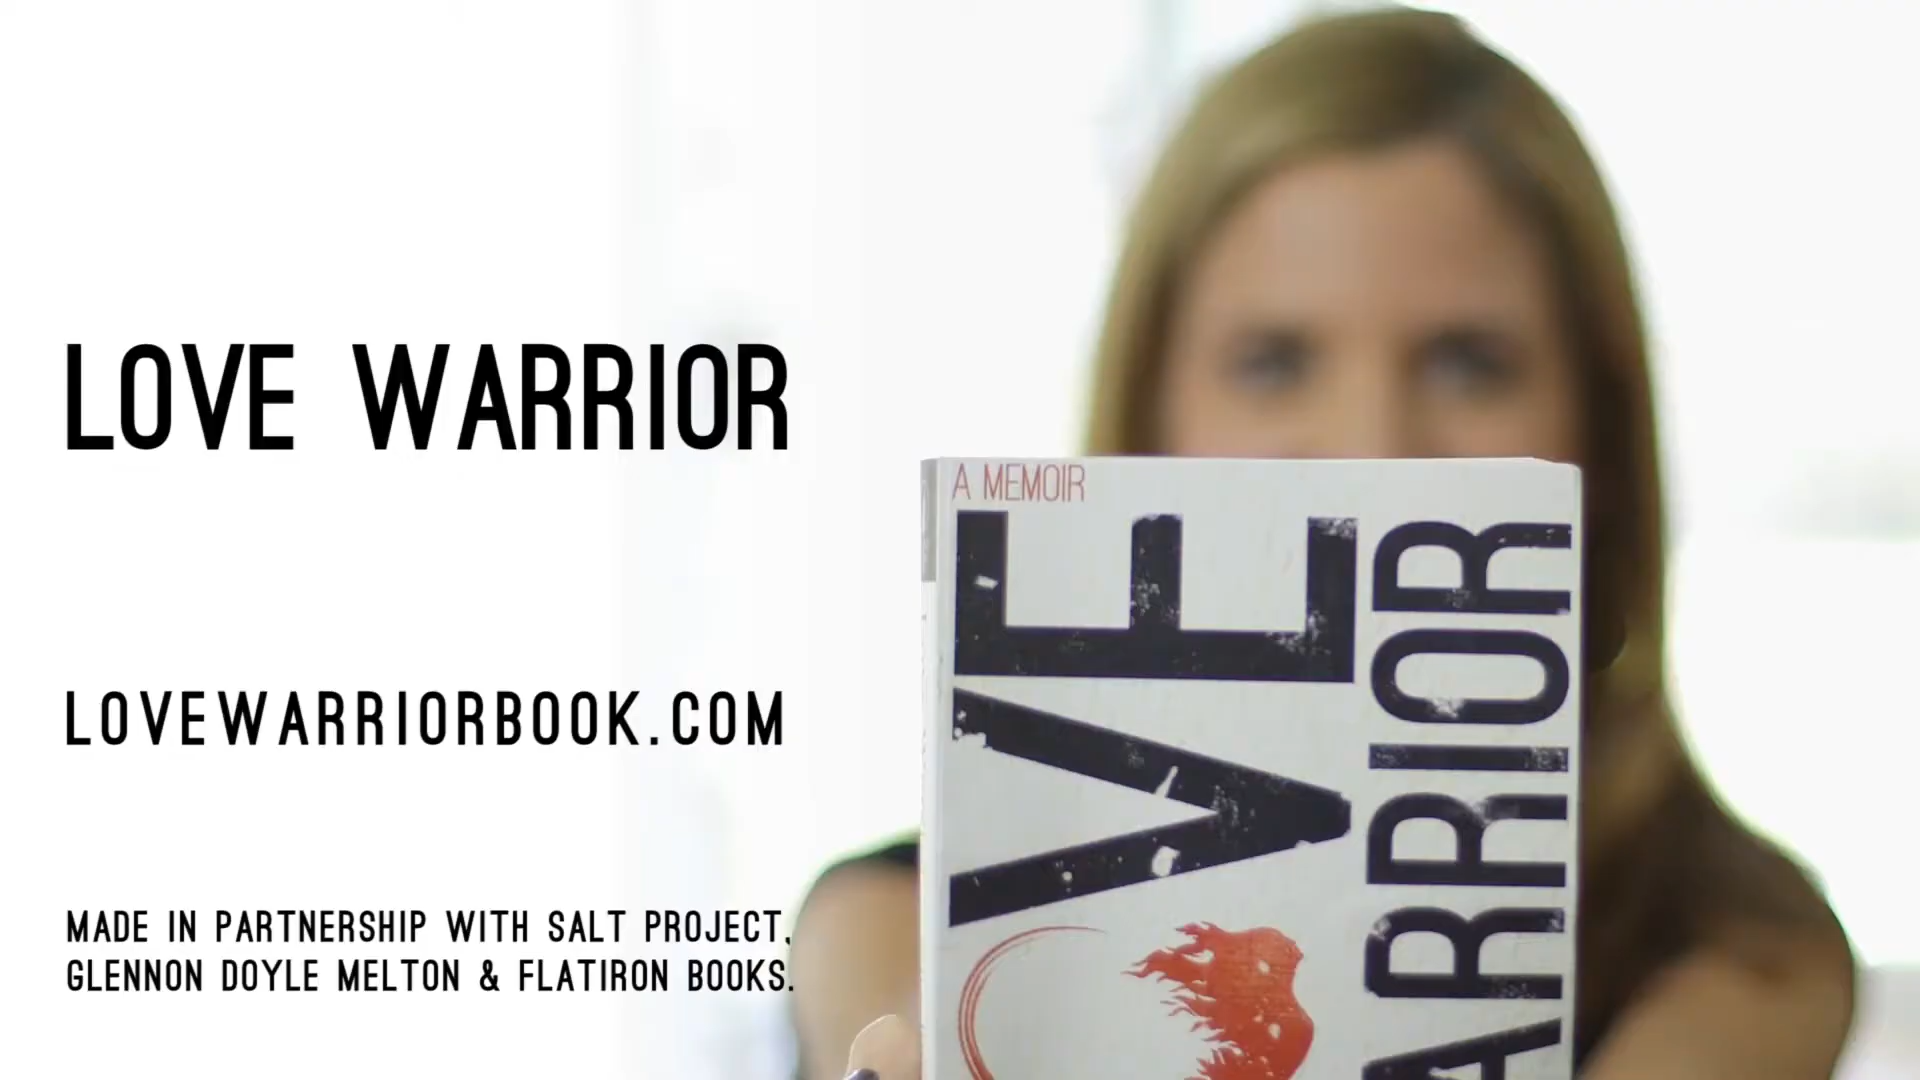 LOVE WARRIOR
LOVEWARRIORBOOK.COM
MADE IN PARTNERSHIP WITH SALT PROJECT,
GLENNON DOYLE MELTON & FLATIRON BOOKS.
A MEMOIR
VE
ARRIOR